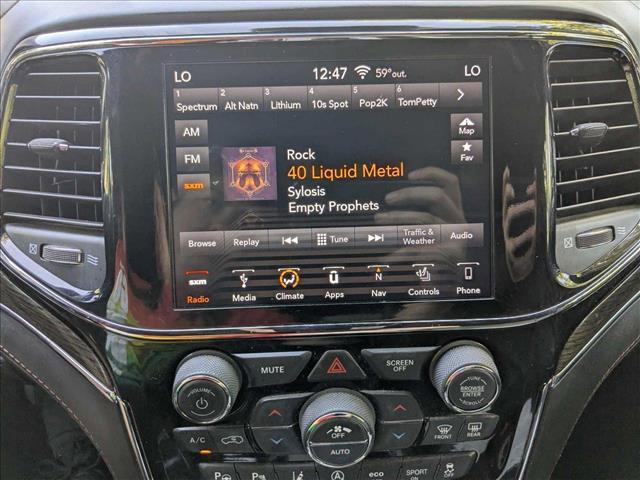 LO 12:47 59°out. LO
1 2 3 4 5 6
Spectrum Alt Natn Lithium 10s Spot Pop2K TomPetty
AM
Map
FM
Fav
sxm
Rock
40 Liquid Metal
Sylosis
Empty Prophets
Browse Replay Tune Traffic & Weather Audio
sxm N
Radio Media Climate Apps Nav Controls Phone
MUTE SCREEN OFF
VOLUME
BROWSE
ENTER
SCROLL
OFF
AUTO
A/C FRONT REAR
P P A eco SPORT OFF